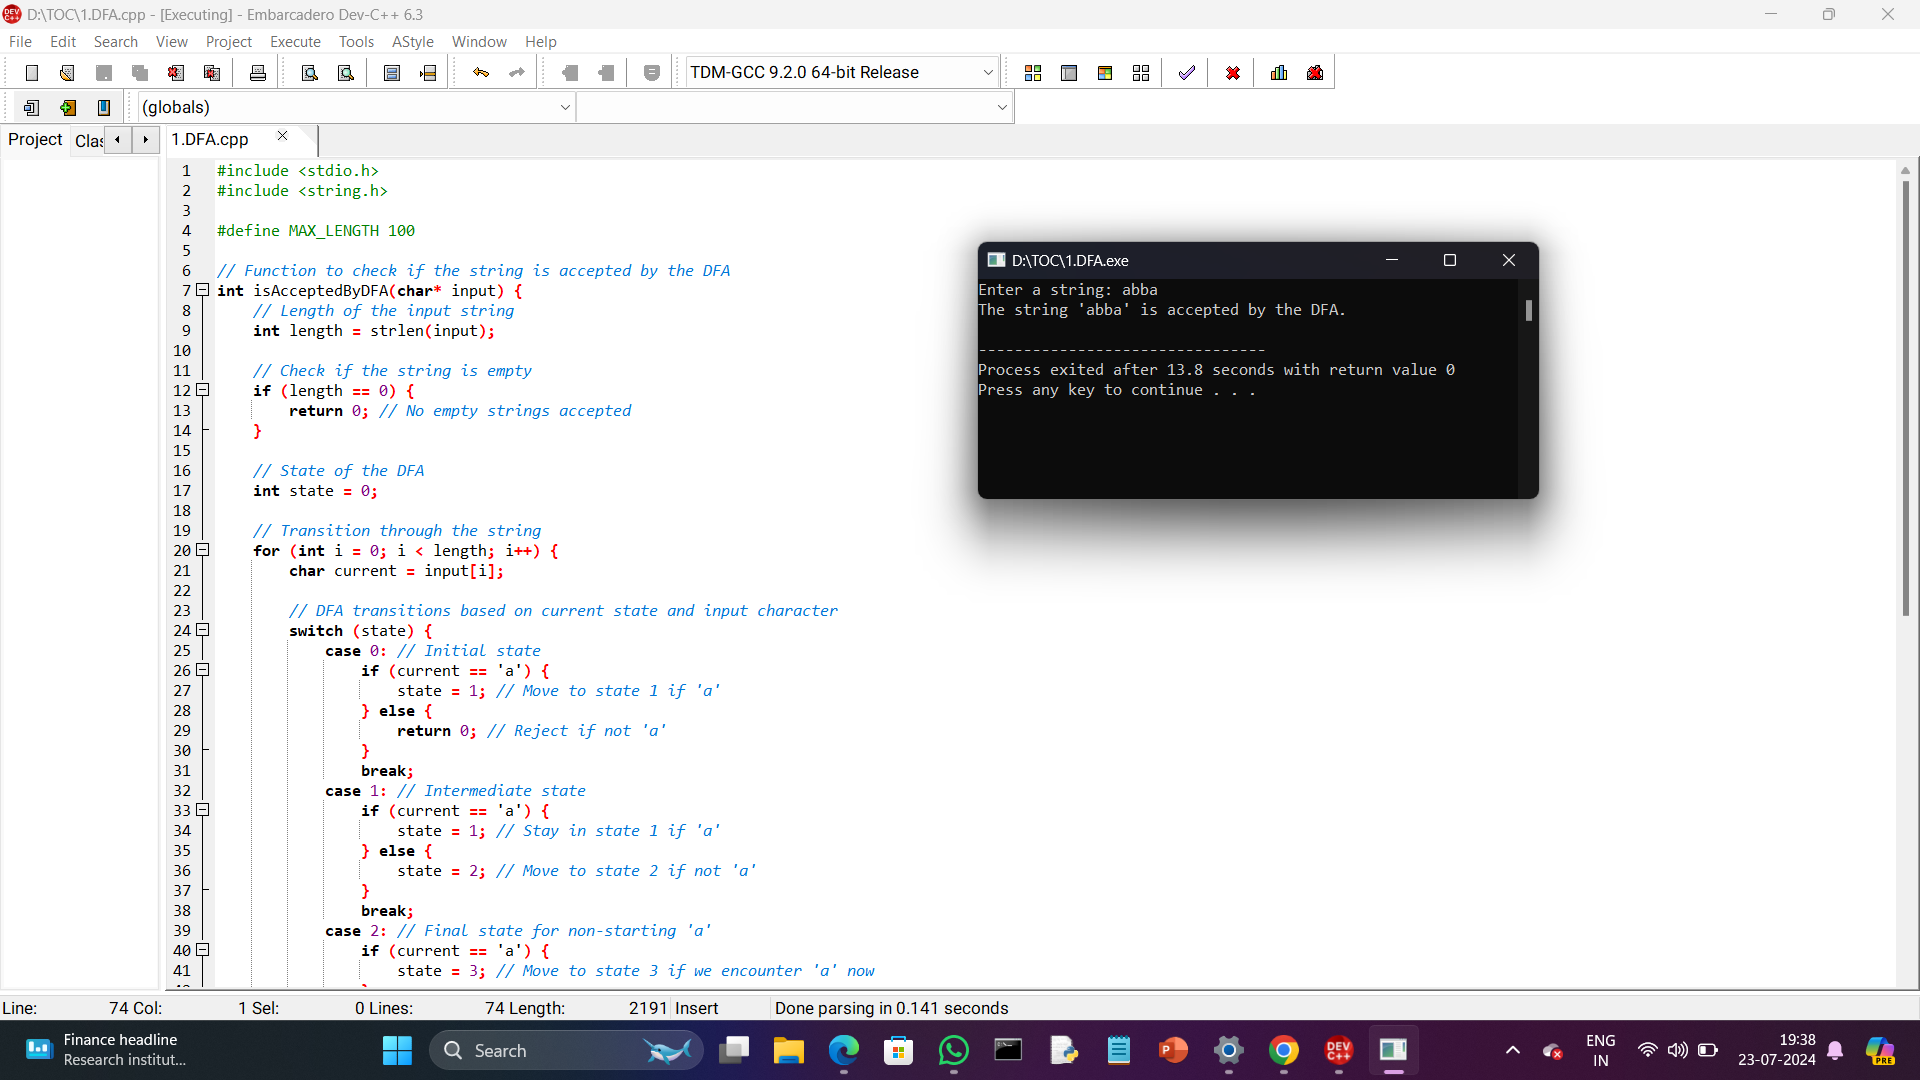 D:\TOC\1.DFA.cpp - [Executing] - Embarcadero Dev-C++ 6.3
File Edit Search View Project Execute Tools AStyle Window Help
TDM-GCC 9.2.0 64-bit Release
(globals)
Project Clas 1.DFA.cpp
1 #include <stdio.h>
2 #include <string.h>
3
4 #define MAX_LENGTH 100
5
6 // Function to check if the string is accepted by the DFA
7 int isAcceptedByDFA(char* input) {
8 // Length of the input string
9 int length = strlen(input);
10
11 // Check if the string is empty
12 if (length == 0) {
13 return 0; // No empty strings accepted
14 }
15
16 // State of the DFA
17 int state = 0;
18
19 // Transition through the string
20 for (int i = 0; i < length; i++) {
21 char current = input[i];
22
23 // DFA transitions based on current state and input character
24 switch (state) {
25 case 0: // Initial state
26 if (current == 'a') {
27 state = 1; // Move to state 1 if 'a'
28 } else {
29 return 0; // Reject if not 'a'
30 }
31 break;
32 case 1: // Intermediate state
33 if (current == 'a') {
34 state = 1; // Stay in state 1 if 'a'
35 } else {
36 state = 2; // Move to state 2 if not 'a'
37 }
38 break;
39 case 2: // Final state for non-starting 'a'
40 if (current == 'a') {
41 state = 3; // Move to state 3 if we encounter 'a' now
D:\TOC\1.DFA.exe
Enter a string: abba
The string 'abba' is accepted by the DFA.
--------------------------------
Process exited after 13.8 seconds with return value 0
Press any key to continue . . .
Line: 74 Col: 1 Sel: 0 Lines: 74 Length: 2191 Insert Done parsing in 0.141 seconds
Finance headline
Research institut...
Search
DEV C++
ENG
IN
19:38
23-07-2024
PRE